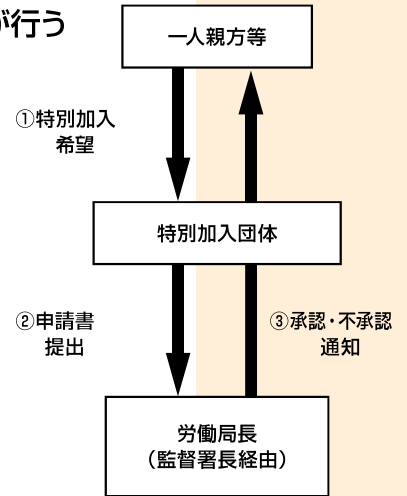 が行う
一人親方等
①特別加入
希望
特別加入団体
②申請書
提出
③承認・不承認
通知
労働局長
（監督署長経由）